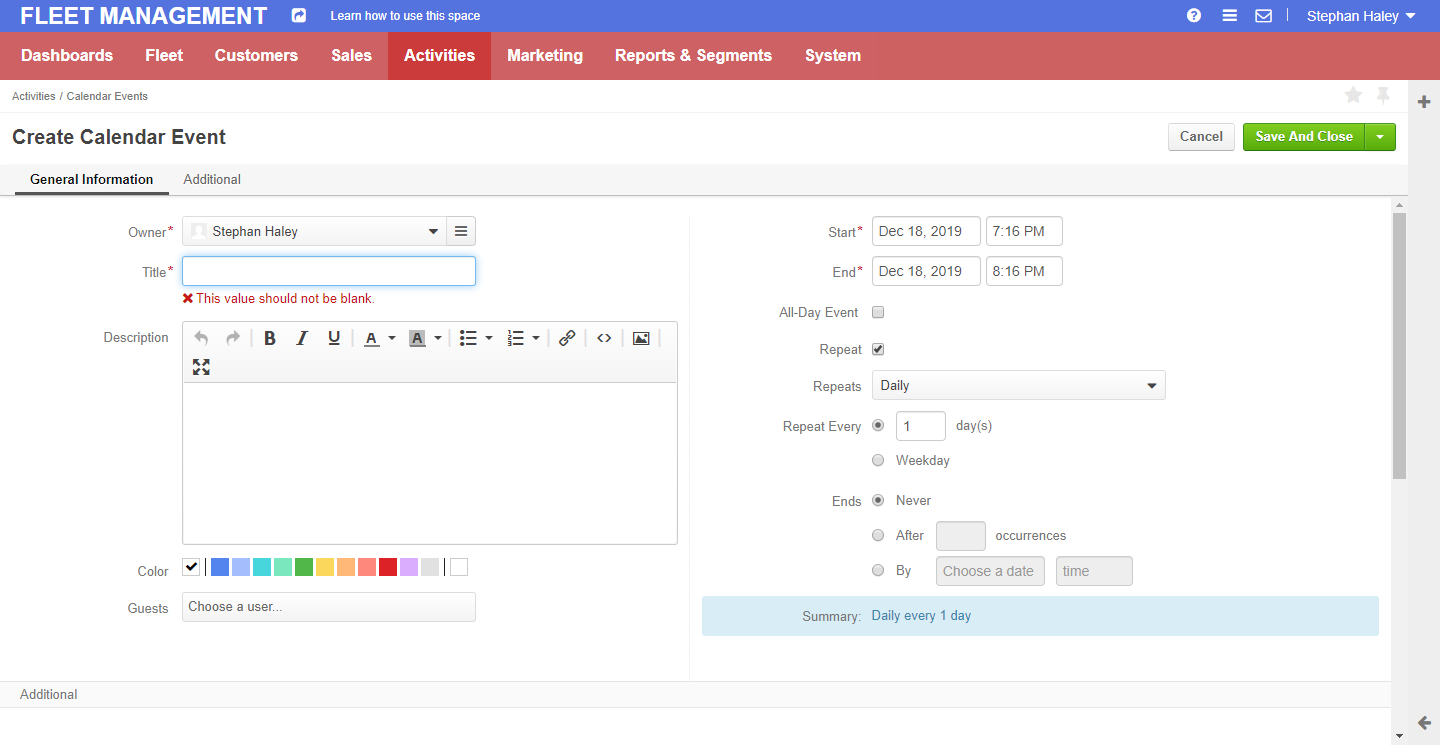 FLEET MANAGEMENT Learn how to use this space Stephan Haley
Dashboards Fleet Customers Sales Activities Marketing Reports & Segments System
Activities / Calendar Events
Create Calendar Event Cancel Save And Close
General Information Additional
Owner* Stephan Haley
Title*
This value should not be blank.
Description
B I U A A
Color
Guests Choose a user...
Start* Dec 18, 2019 7:16 PM
End* Dec 18, 2019 8:16 PM
All-Day Event
Repeat
Repeats Daily
Repeat Every 1 day(s)
Weekday
Ends Never
After occurrences
By Choose a date time
Summary: Daily every 1 day
Additional